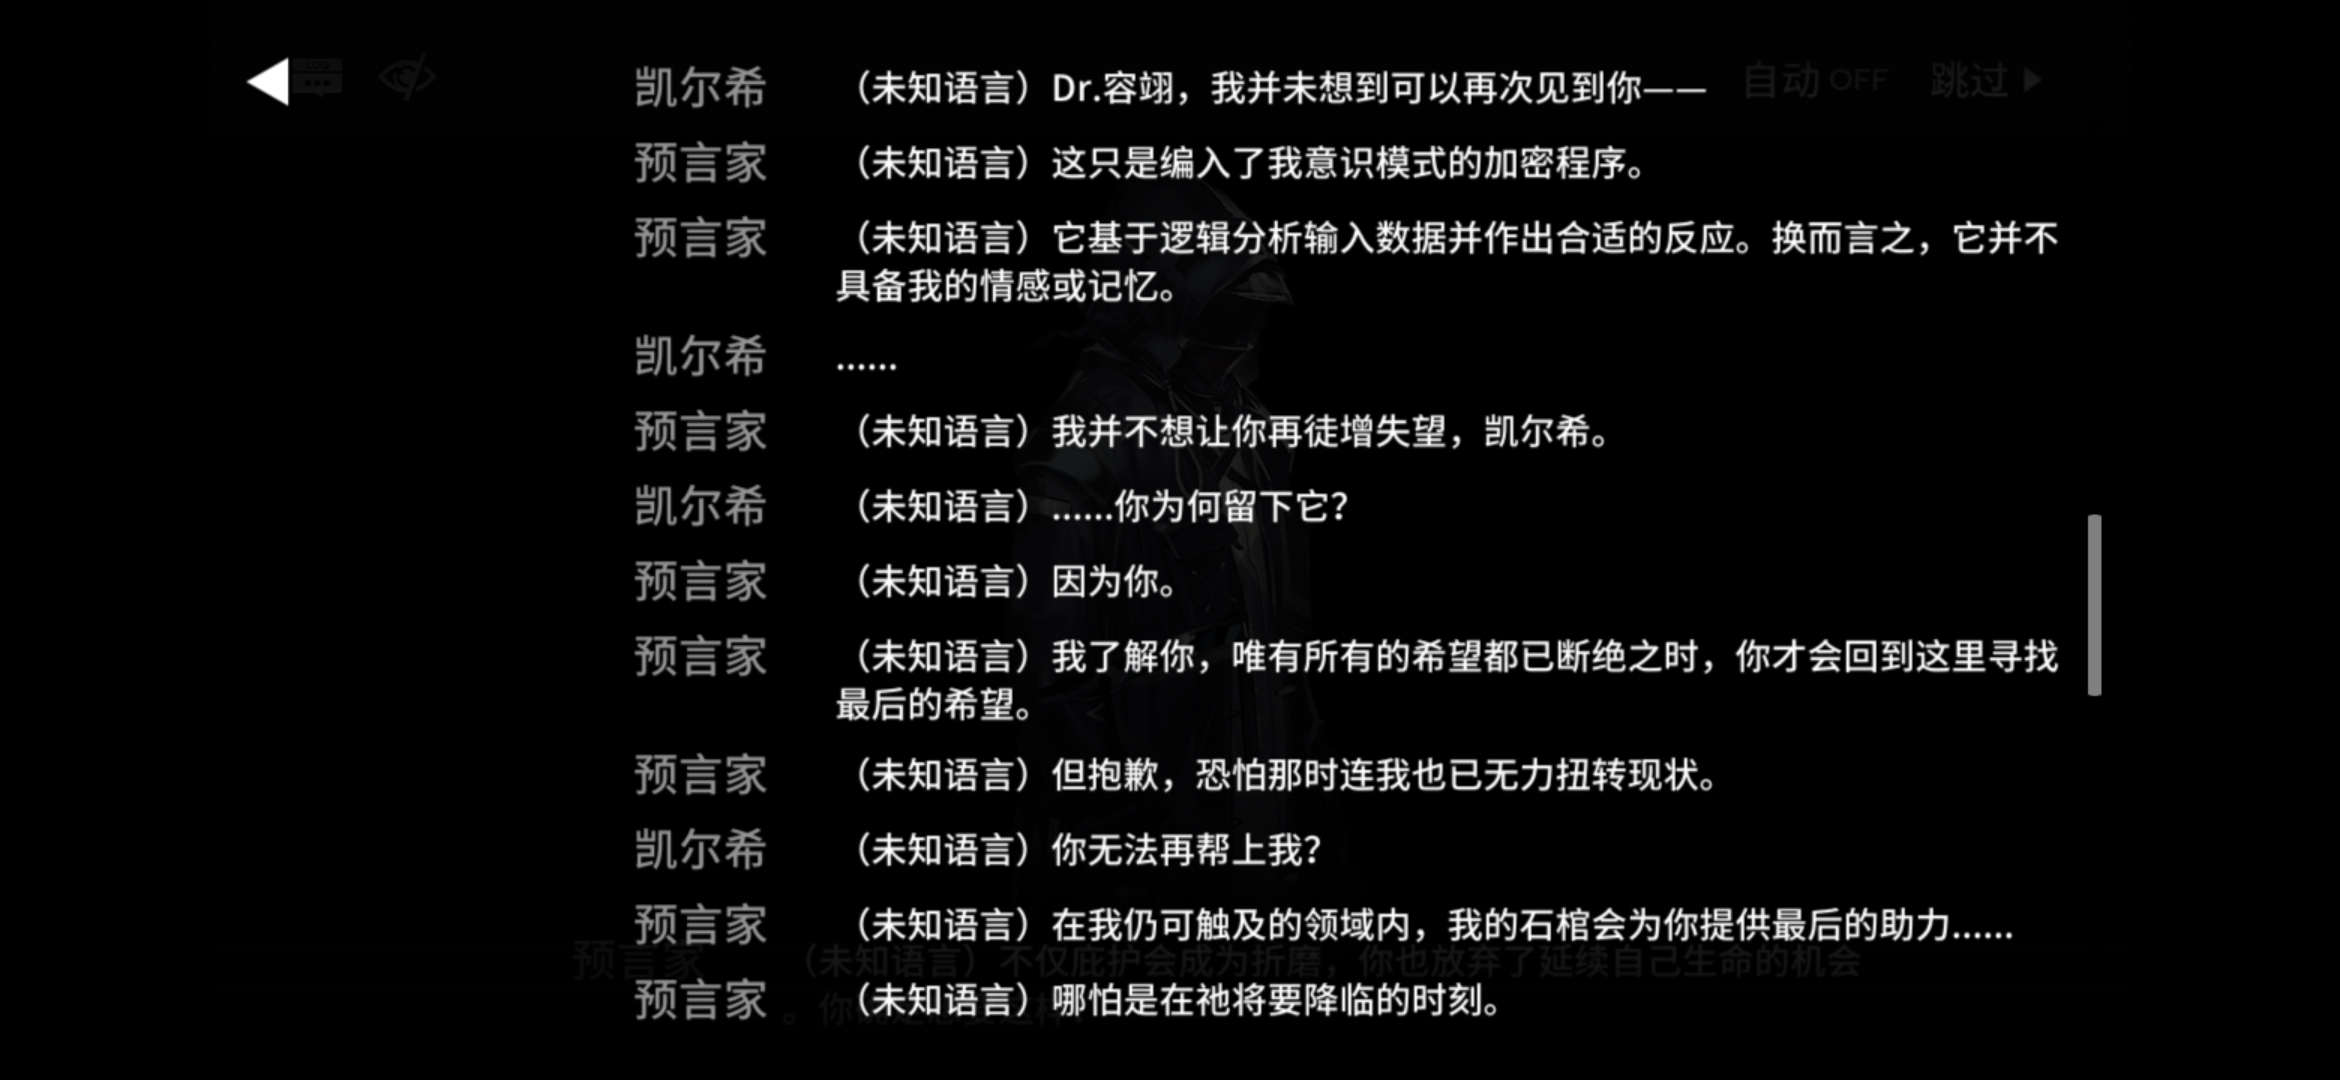 LOG
自动 OFF 跳过
凯尔希 （未知语言）Dr.容翊，我并未想到可以再次见到你——
预言家 （未知语言）这只是编入了我意识模式的加密程序。
预言家 （未知语言）它基于逻辑分析输入数据并作出合适的反应。换而言之，它并不
具备我的情感或记忆。
凯尔希 ......
预言家 （未知语言）我并不想让你再徒增失望，凯尔希。
凯尔希 （未知语言）......你为何留下它？
预言家 （未知语言）因为你。
预言家 （未知语言）我了解你，唯有所有的希望都已断绝之时，你才会回到这里寻找
最后的希望。
预言家 （未知语言）但抱歉，恐怕那时连我也已无力扭转现状。
凯尔希 （未知语言）你无法再帮上我？
预言家 （未知语言）在我仍可触及的领域内，我的石棺会为你提供最后的助力......
预言家 （未知语言）不仅庇护会成为折磨，你也放弃了延续自己生命的机会
预言家 （未知语言）哪怕是在祂将要降临的时刻。